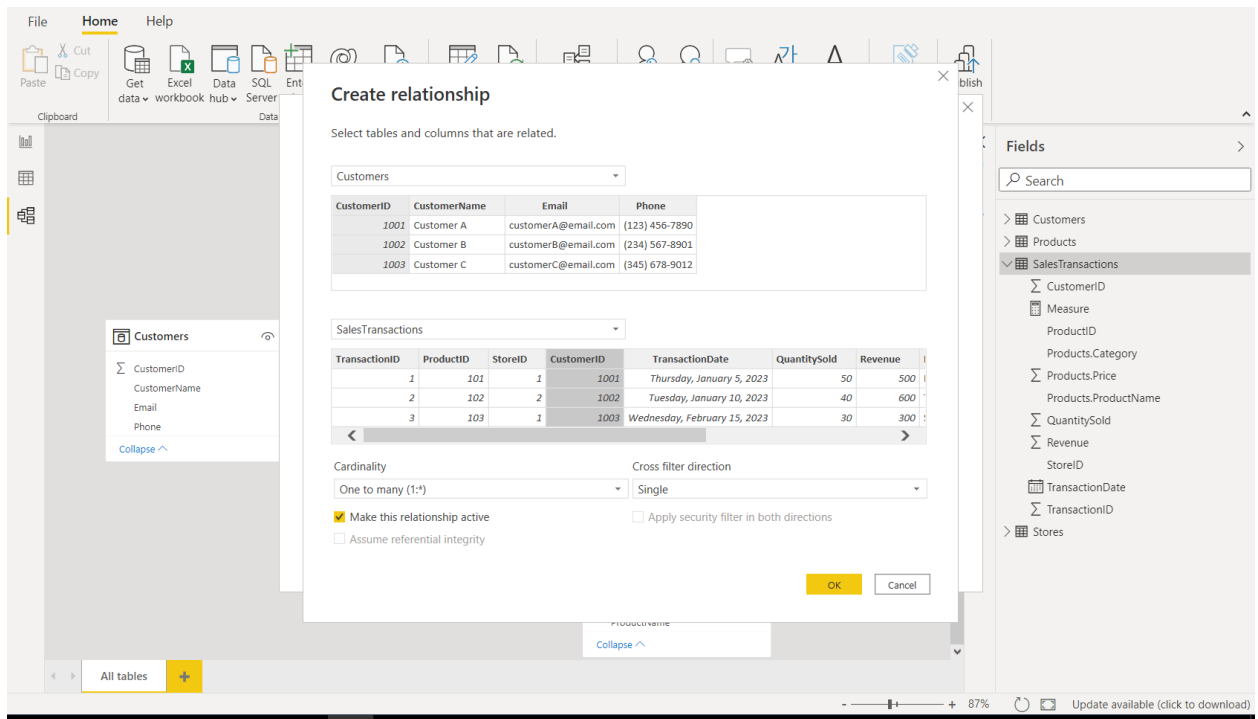 File Home Help
Cut
Copy
Paste
Get data
Excel workbook
Data hub
SQL Server
Clipboard
Data
Create relationship
Select tables and columns that are related.
Customers
CustomerID CustomerName Email Phone
1001 Customer A customerA@email.com (123) 456-7890
1002 Customer B customerB@email.com (234) 567-8901
1003 Customer C customerC@email.com (345) 678-9012
SalesTransactions
TransactionID ProductID StoreID CustomerID TransactionDate QuantitySold Revenue
1 101 1 1001 Thursday, January 5, 2023 50 500
2 102 2 1002 Tuesday, January 10, 2023 40 600
3 103 1 1003 Wednesday, February 15, 2023 30 300
Cardinality Cross filter direction
One to many (1:*) Single
Make this relationship active Apply security filter in both directions
Assume referential integrity
OK Cancel
Customers
CustomerID
CustomerName
Email
Phone
Collapse
ProductName
Collapse
Fields
Search
Customers
Products
SalesTransactions
CustomerID
Measure
ProductID
Products.Category
Products.Price
Products.ProductName
QuantitySold
Revenue
StoreID
TransactionDate
TransactionID
Stores
All tables +
- + 87% Update available (click to download)